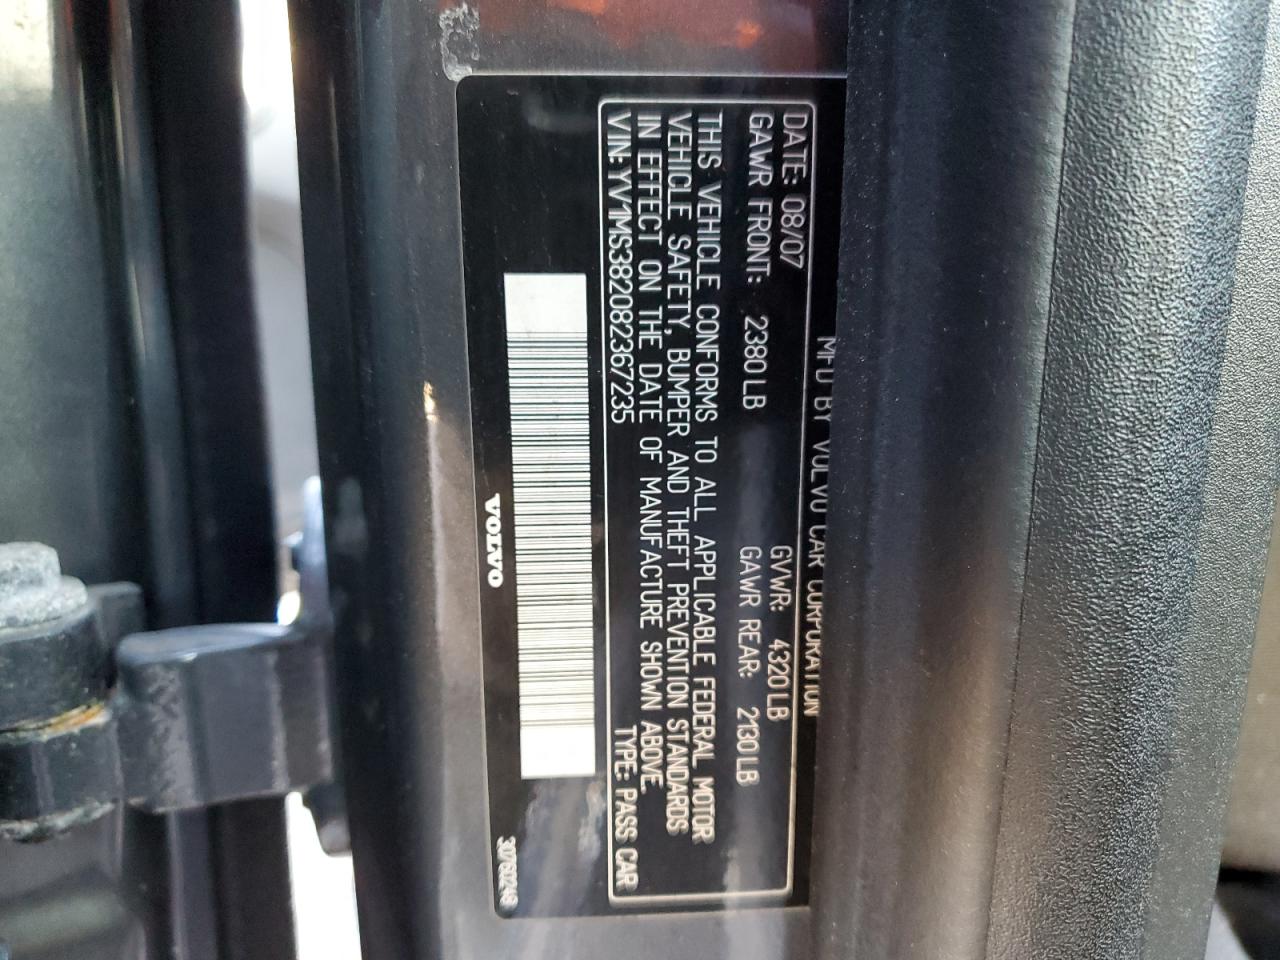 MFD BY VOLVO CAR CORPORATION
DATE: 08/07 GVWR: 4320 LB
GAWR FRONT: 2380 LB GAWR REAR: 2130 LB
THIS VEHICLE CONFORMS TO ALL APPLICABLE FEDERAL MOTOR
VEHICLE SAFETY, BUMPER AND THEFT PREVENTION STANDARDS
IN EFFECT ON THE DATE OF MANUFACTURE SHOWN ABOVE.
VIN: YV1MS382082367235 TYPE: PASS CAR
VOLVO